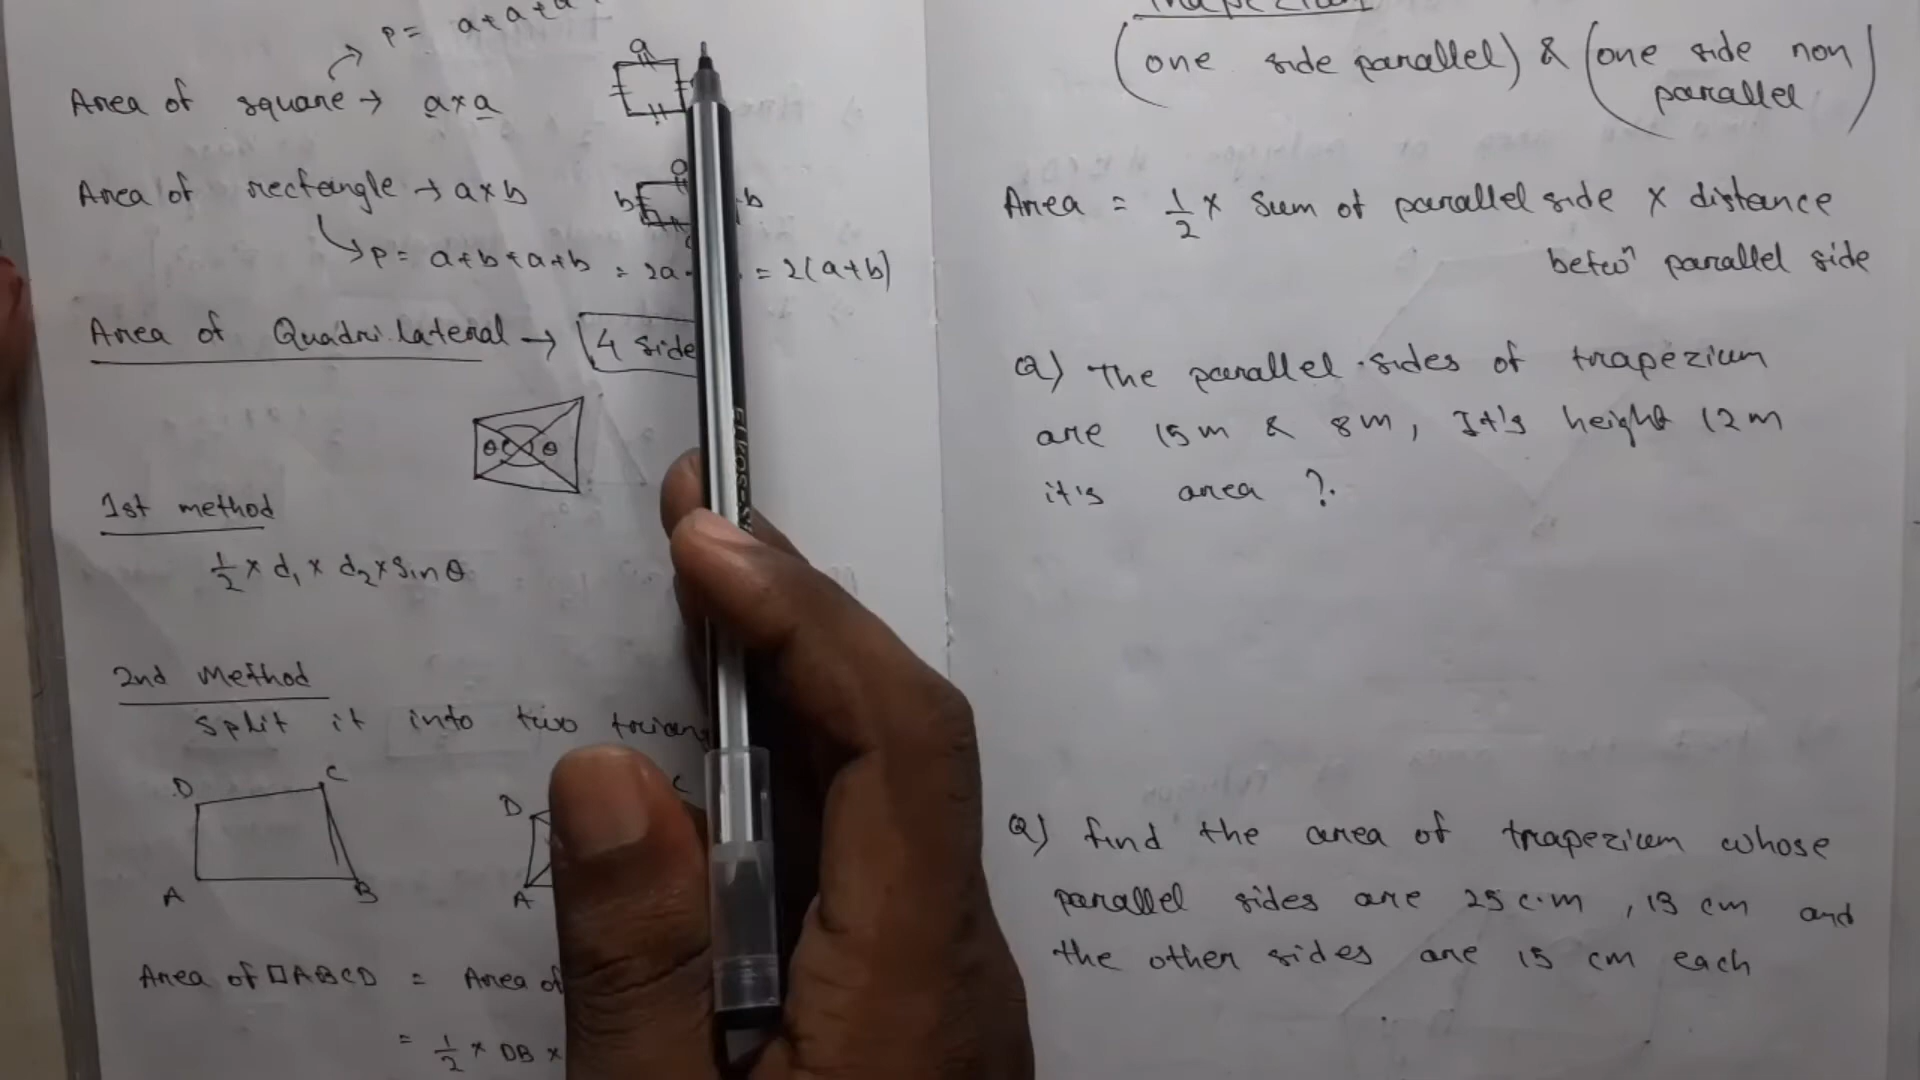 P = a+a+a
Area of square → a×a
a
Area of rectangle → a×b
a
b
b
P = a+b+a+b = 2a = 2(a+b)
Area of Quadrilateral → 4 side
θ θ
1st method
1/2 × d₁ × d₂ × Sin θ
2nd Method
Split it into two
D C
A B
D C
A
Area of □ABCD = Area of
= 1/2 × DB ×
(one side parallel) & (one side non parallel)
Area = 1/2 × Sum of parallel side × distance
betwⁿ parallel side
Q) The parallel sides of trapezium
are 15m & 8m, It's height 12m
it's area ?
Q) find the area of trapezium whose
parallel sides are 25 c.m , 13 cm and
the other sides are 15 cm each